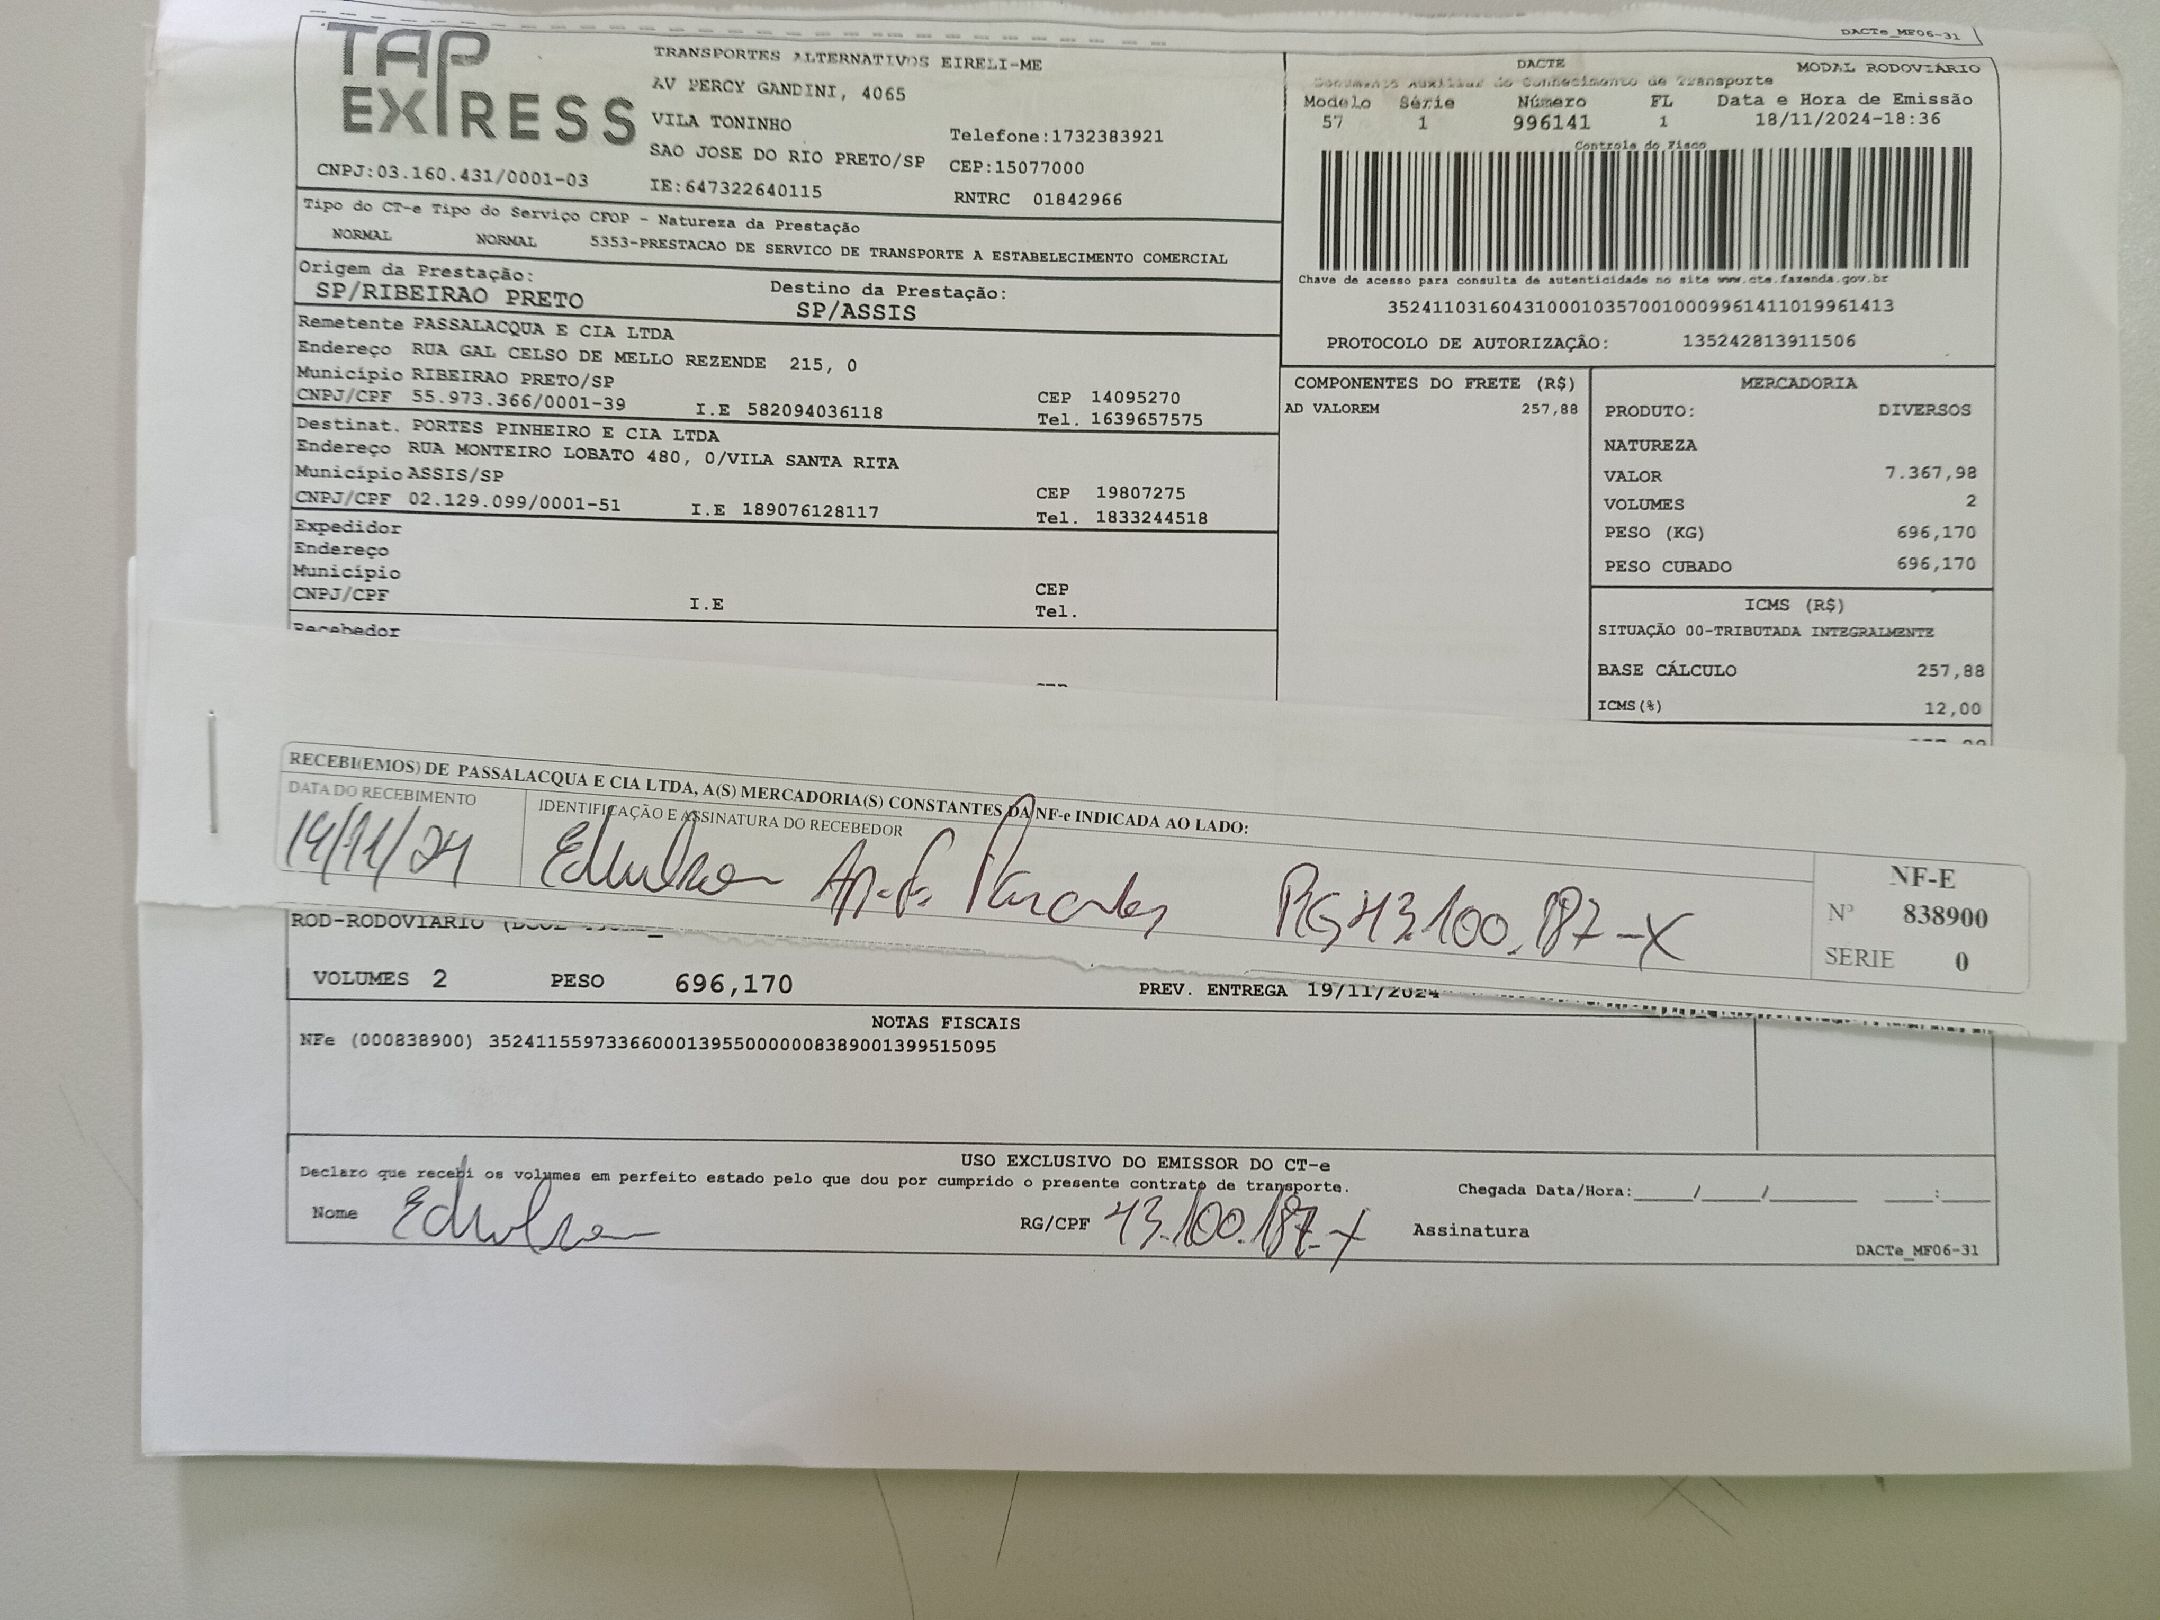 DACTe_MF06-31
TAP EXPRESS
CNPJ:03.160.431/0001-03
TRANSPORTES ALTERNATIVOS EIRELI-ME
AV PERCY GANDINI, 4065
VILA TONINHO
Telefone:1732383921
SAO JOSE DO RIO PRETO/SP CEP:15077000
IE:647322640115 RNTRC 01842966
DACTE MODAL RODOVIÁRIO
Documento Auxiliar do Conhecimento de Transporte
Modelo Série Número FL Data e Hora de Emissão
57 1 996141 1 18/11/2024-18:36
Controle do Fisco
Chave de acesso para consulta de autenticidade no site www.cte.fazenda.gov.br
35241103160431000103570010009961411019961413
PROTOCOLO DE AUTORIZAÇÃO: 135242813911506
Tipo do CT-e Tipo do Serviço CFOP - Natureza da Prestação
NORMAL NORMAL 5353-PRESTACAO DE SERVICO DE TRANSPORTE A ESTABELECIMENTO COMERCIAL
Origem da Prestação: Destino da Prestação:
SP/RIBEIRAO PRETO SP/ASSIS
Remetente PASSALACQUA E CIA LTDA
Endereço RUA GAL CELSO DE MELLO REZENDE 215, 0
Município RIBEIRAO PRETO/SP CEP 14095270
CNPJ/CPF 55.973.366/0001-39 I.E 582094036118 Tel. 1639657575
Destinat. PORTES PINHEIRO E CIA LTDA
Endereço RUA MONTEIRO LOBATO 480, 0/VILA SANTA RITA
Município ASSIS/SP CEP 19807275
CNPJ/CPF 02.129.099/0001-51 I.E 189076128117 Tel. 1833244518
Expedidor
Endereço
Município CEP
CNPJ/CPF I.E Tel.
Recebedor
COMPONENTES DO FRETE (R$)
AD VALOREM 257,88
MERCADORIA
PRODUTO: DIVERSOS
NATUREZA
VALOR 7.367,98
VOLUMES 2
PESO (KG) 696,170
PESO CUBADO 696,170
ICMS (R$)
SITUAÇÃO 00-TRIBUTADA INTEGRALMENTE
BASE CÁLCULO 257,88
ICMS(%) 12,00
RECEBI(EMOS) DE PASSALACQUA E CIA LTDA, A(S) MERCADORIA(S) CONSTANTES DA NF-e INDICADA AO LADO:
DATA DO RECEBIMENTO IDENTIFICAÇÃO E ASSINATURA DO RECEBEDOR
RG 43.100.187-X
NF-E
Nº 838900
SERIE 0
ROD-RODOVIARIO
VOLUMES 2 PESO 696,170 PREV. ENTREGA 19/11/2024
NOTAS FISCAIS
NFe (000838900) 35241155973366000139550000008389001399515095
USO EXCLUSIVO DO EMISSOR DO CT-e
Declaro que recebi os volumes em perfeito estado pelo que dou por cumprido o presente contrato de transporte. Chegada Data/Hora:____/____/______ ___:___
Nome RG/CPF 43.100.187-X Assinatura
DACTe_MF06-31